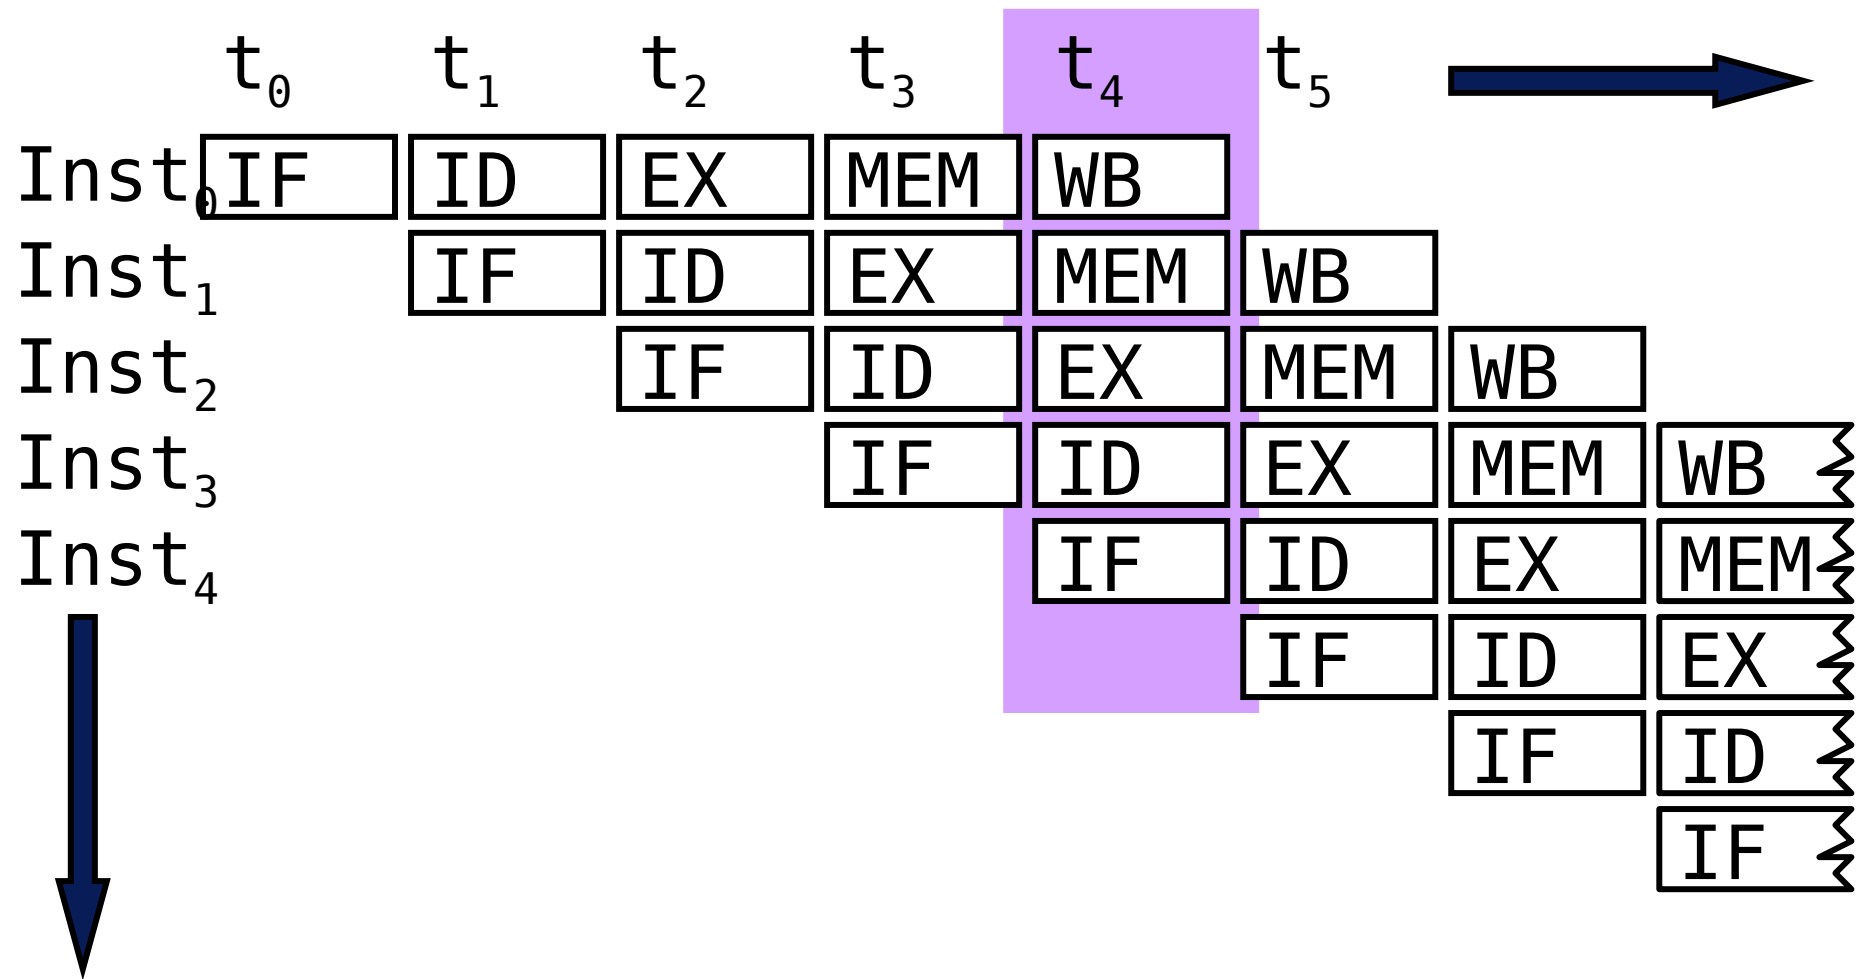 t0 t1 t2 t3 t4 t5
Inst0 IF ID EX MEM WB
Inst1 IF ID EX MEM WB
Inst2 IF ID EX MEM WB
Inst3 IF ID EX MEM WB
Inst4 IF ID EX MEM
IF ID EX
IF ID
IF